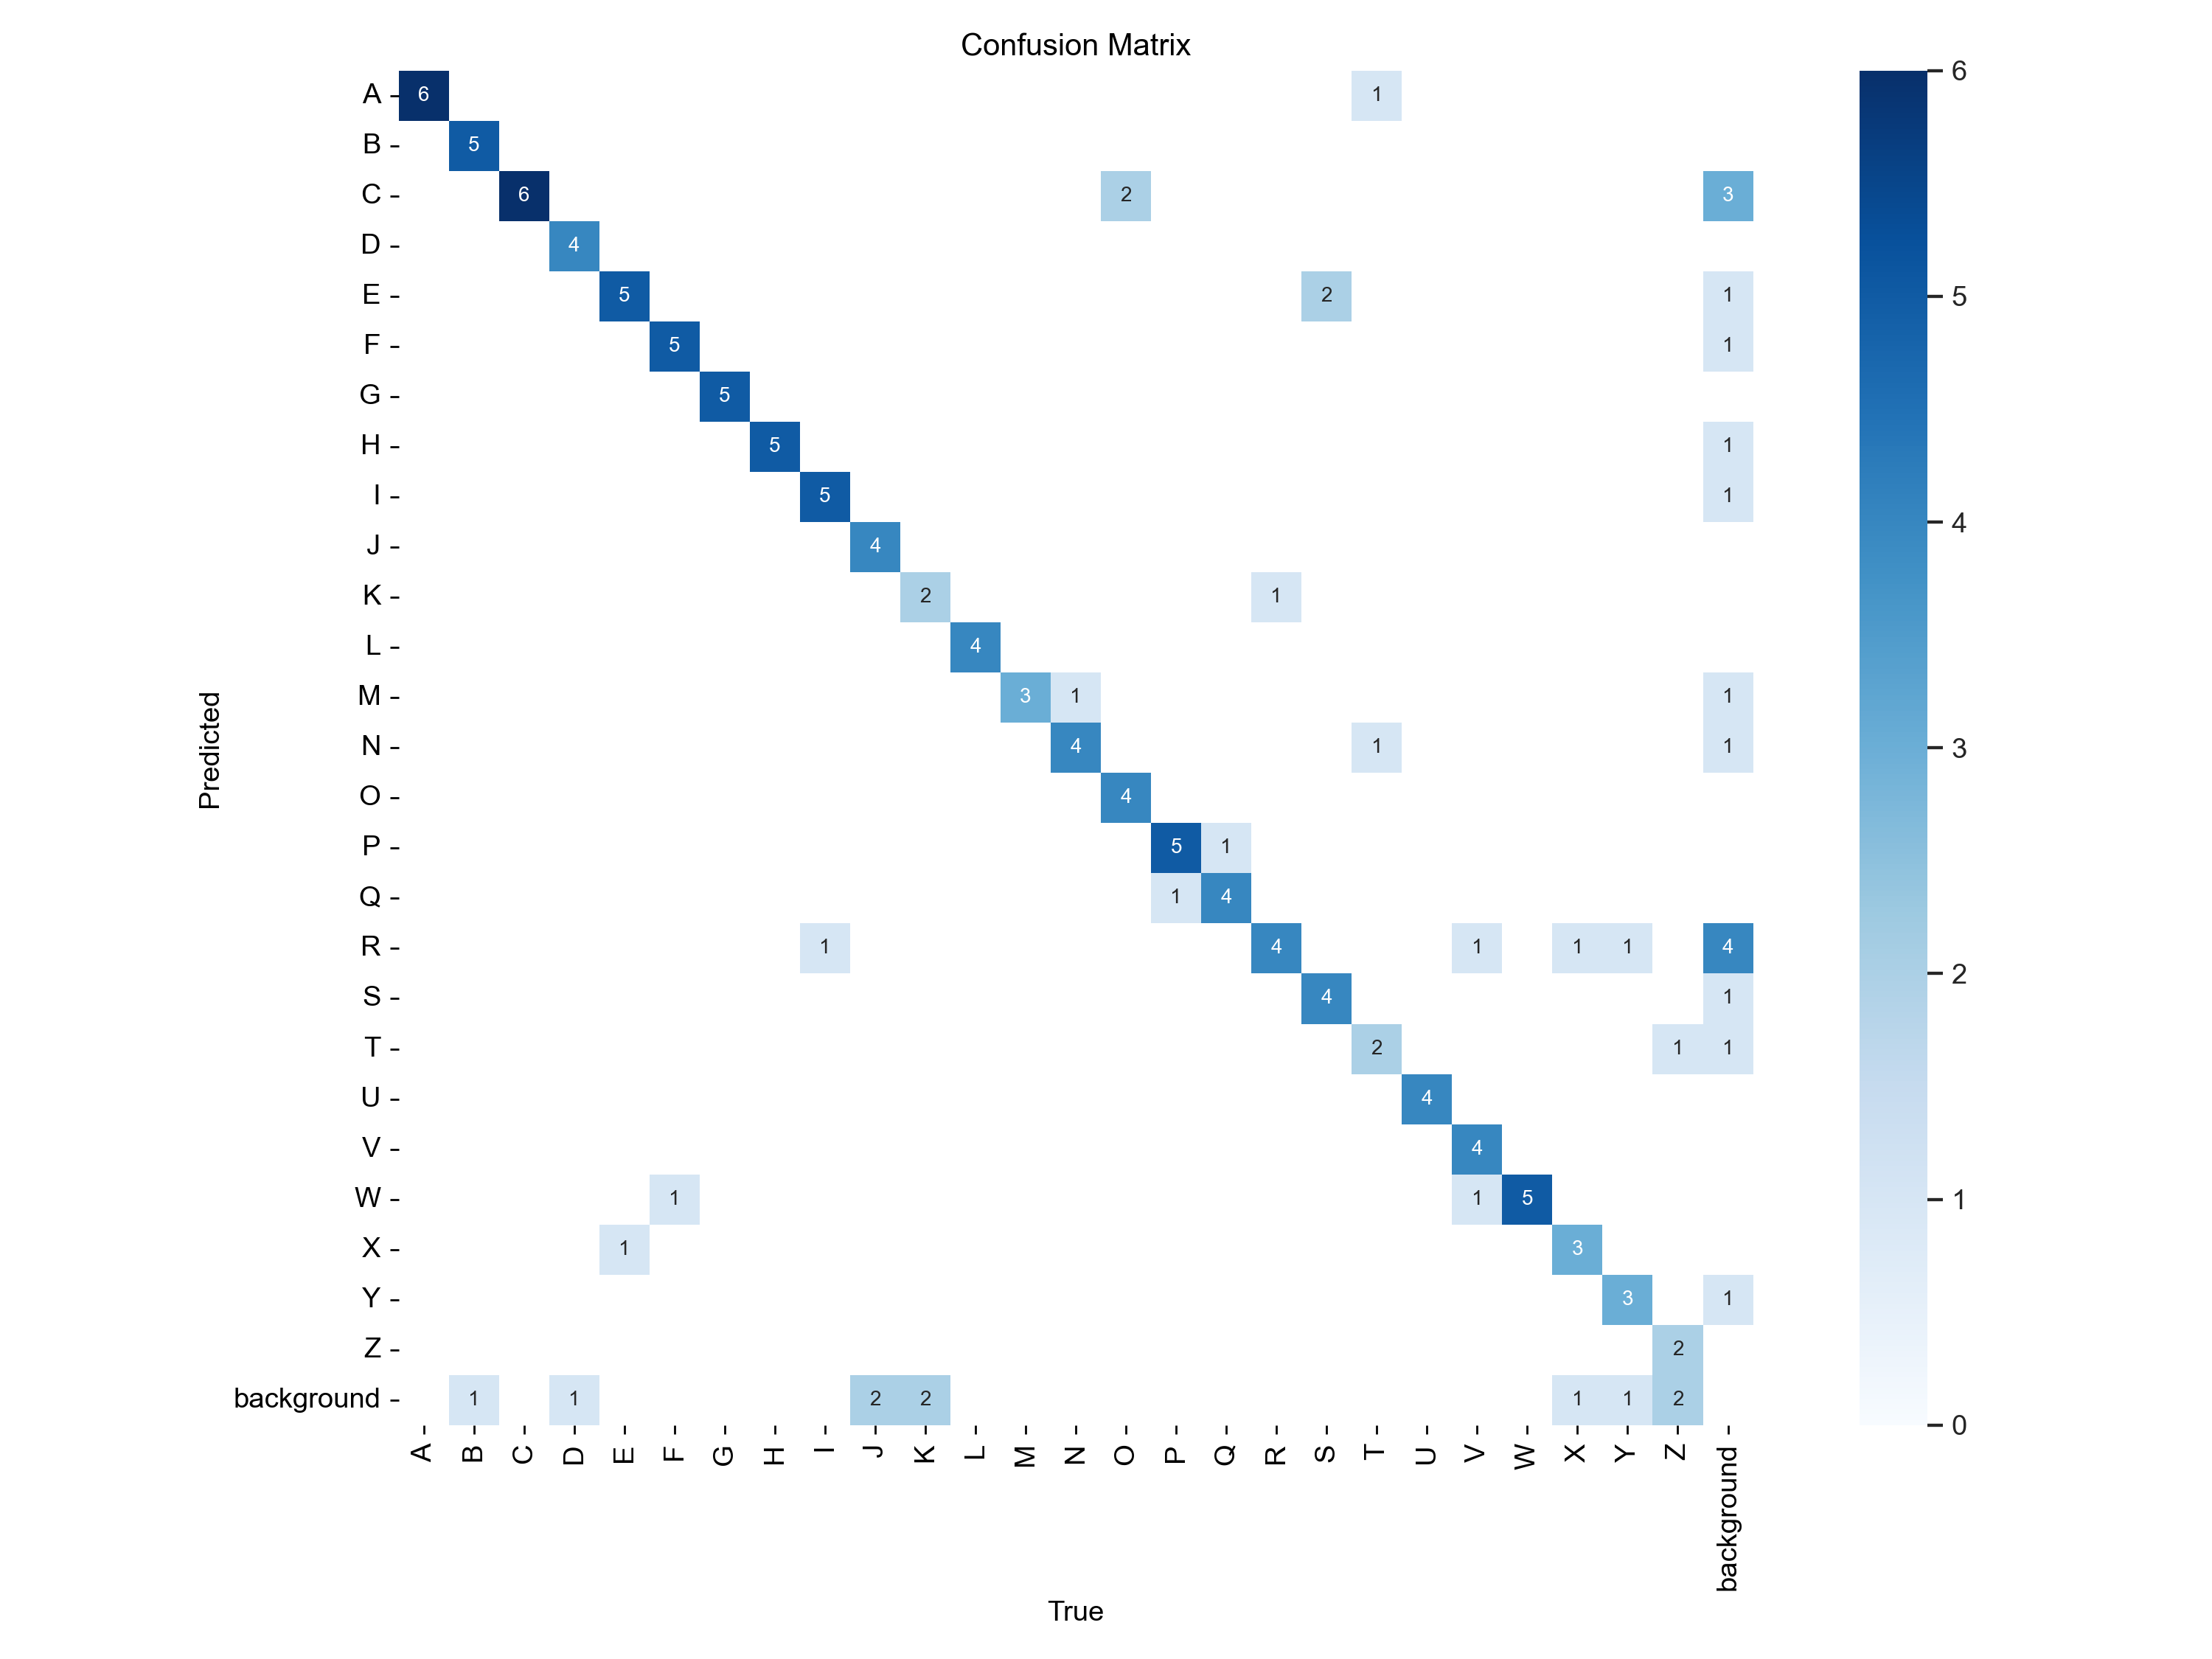 Confusion Matrix
A 6 1
B 5
C 6 2 3
D 4
E 5 2 1
F 5 1
G 5
H 5 1
I 5 1
J 4
K 2 1
L 4
M 3 1 1
N 4 1 1
O 4
P 5 1
Q 1 4
R 1 4 1 1 1 4
S 4 1
T 2 1 1
U 4
V 4
W 1 1 5
X 1 3
Y 3 1
Z 2
background 1 1 2 2 1 1 2
A B C D E F G H I J K L M N O P Q R S T U V W X Y Z background
True
Predicted
6
5
4
3
2
1
0